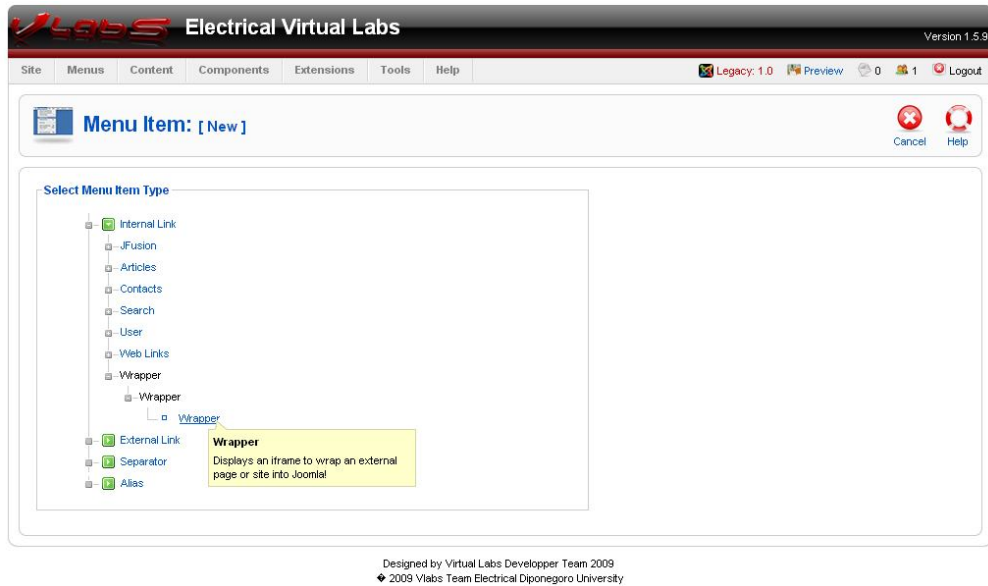 VLabS Electrical Virtual Labs
Version 1.5.9
Site Menus Content Components Extensions Tools Help Legacy: 1.0 Preview 0 1 Logout
Menu Item: [ New ]
Cancel Help
Select Menu Item Type
Internal Link
JFusion
Articles
Contacts
Search
User
Web Links
Wrapper
Wrapper
Wrapper
External Link
Separator
Alias
Wrapper
Displays an iframe to wrap an external
page or site into Joomla!
Designed by Virtual Labs Developper Team 2009
� 2009 Vlabs Team Electrical Diponegoro University